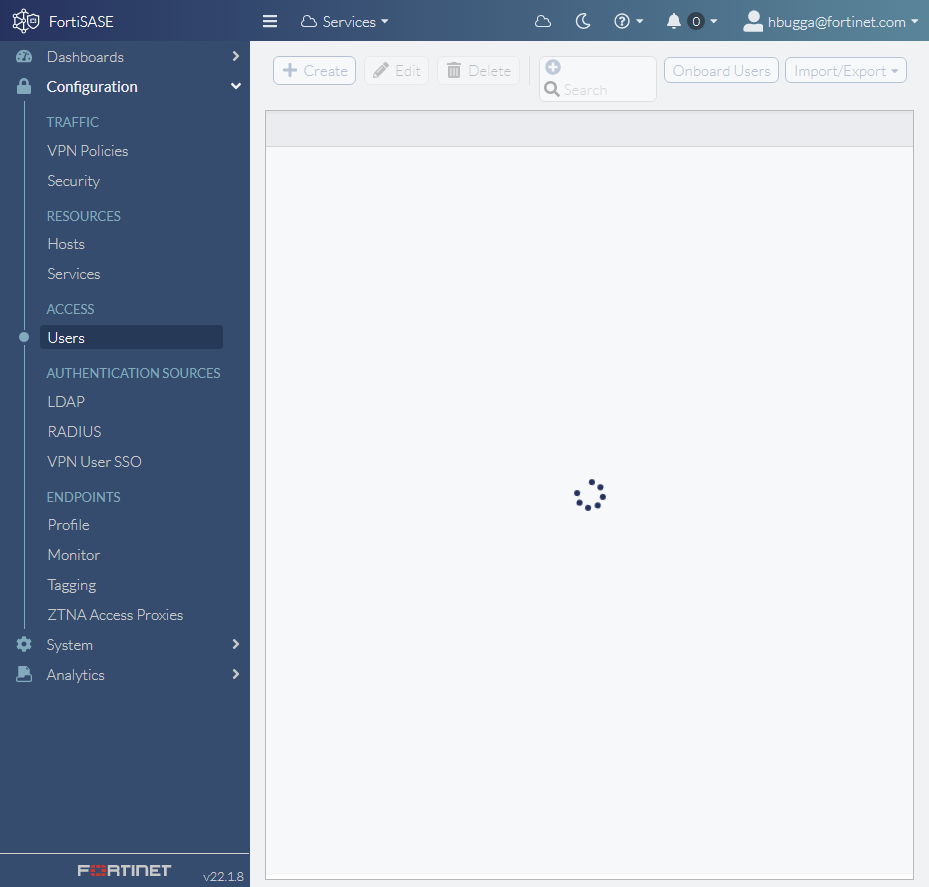 FortiSASE
Services
0
hbugga@fortinet.com
Dashboards
Configuration
TRAFFIC
VPN Policies
Security
RESOURCES
Hosts
Services
ACCESS
Users
AUTHENTICATION SOURCES
LDAP
RADIUS
VPN User SSO
ENDPOINTS
Profile
Monitor
Tagging
ZTNA Access Proxies
System
Analytics
FORTINET
v22.1.8
Create
Edit
Delete
Search
Onboard Users
Import/Export